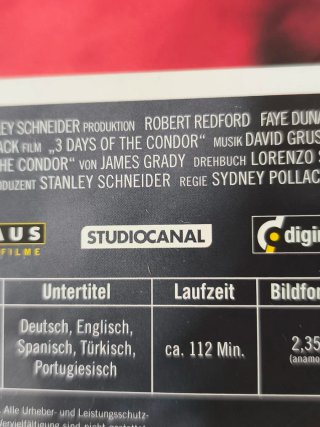 EY SCHNEIDER PRODUKTION ROBERT REDFORD FAYE DUNA
ACK FILM „3 DAYS OF THE CONDOR“ MUSIK DAVID GRUS
HE CONDOR“ VON JAMES GRADY DREHBUCH LORENZO S
DUZENT STANLEY SCHNEIDER REGIE SYDNEY POLLAC
AUS
FILME
STUDIOCANAL
digi
Untertitel Laufzeit Bildfor
Deutsch, Englisch,
Spanisch, Türkisch,
Portugiesisch
ca. 112 Min.
2,35
(anamo
Alle Urheber- und Leistungsschutz-
Vervielfältigung sind nicht gestattet